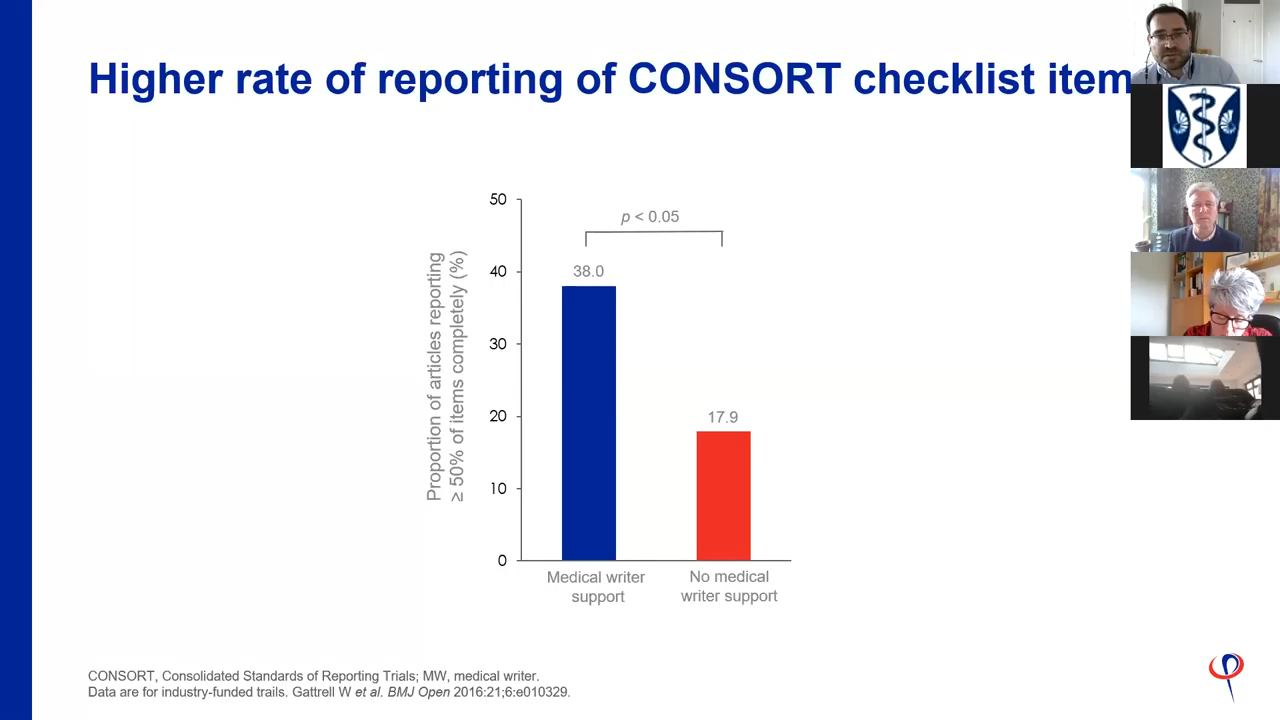 Higher rate of reporting of CONSORT checklist item
50
40
30
20
10
0
Proportion of articles reporting
≥ 50% of items completely (%)
p < 0.05
38.0
17.9
Medical writer
support
No medical
writer support
CONSORT, Consolidated Standards of Reporting Trials; MW, medical writer.
Data are for industry-funded trails. Gattrell W et al. BMJ Open 2016:21;6:e010329.